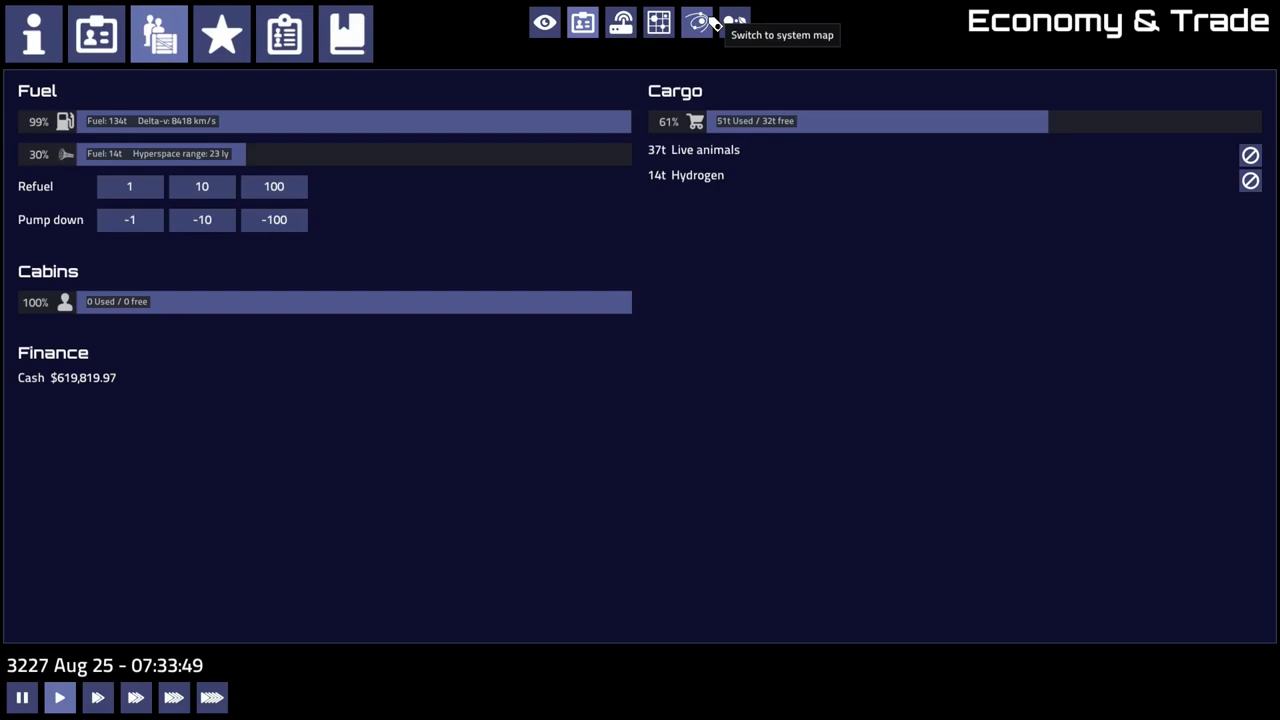 Economy & Trade
Switch to system map
Fuel
99% Fuel: 134t Delta-v: 8418 km/s
30% Fuel: 14t Hyperspace range: 23 ly
Refuel 1 10 100
Pump down -1 -10 -100
Cabins
100% 0 Used / 0 free
Finance
Cash $619,819.97
Cargo
61% 51t Used / 32t free
37t Live animals
14t Hydrogen
3227 Aug 25 - 07:33:49